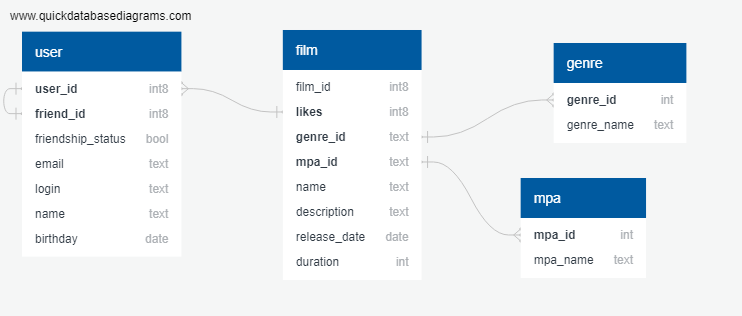 www.quickdatabasediagrams.com
user
user_id int8
friend_id int8
friendship_status bool
email text
login text
name text
birthday date
film
film_id int8
likes int8
genre_id text
mpa_id text
name text
description text
release_date date
duration int
genre
genre_id int
genre_name text
mpa
mpa_id int
mpa_name text